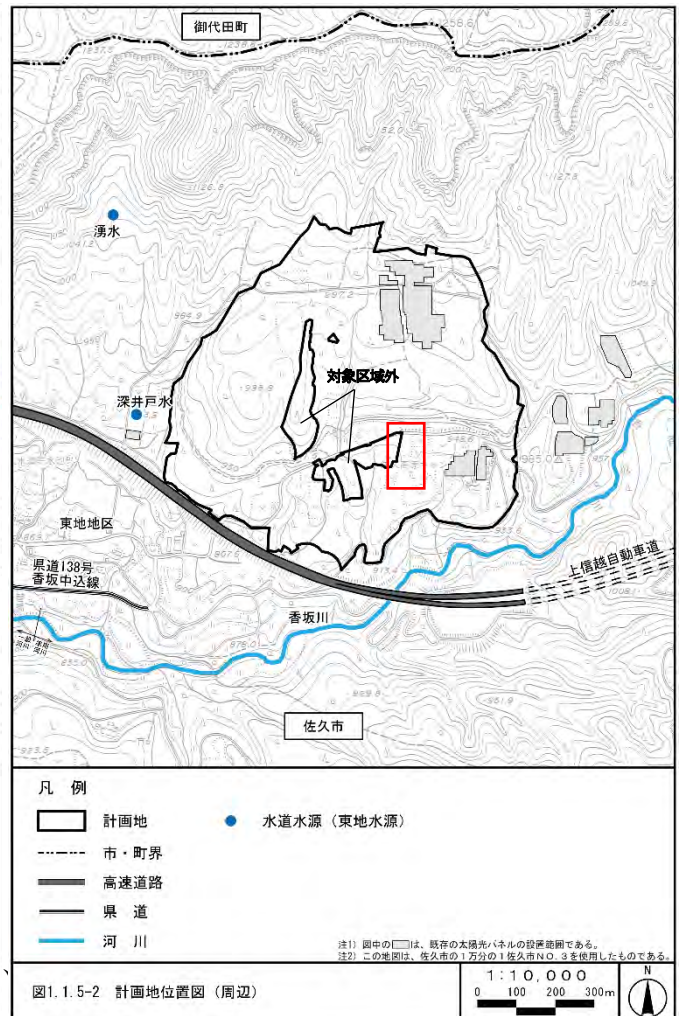 御代田町
湧水
深井戸水
対象区域外
東地地区
県道138号
香坂中込線
香坂川
上信越自動車道
佐久市
凡 例
計画地
水道水源（東地水源）
市・町界
高速道路
県 道
河 川
注1）図中の□は、既存の太陽光パネルの設置範囲である。
注2）この地図は、佐久市の1万分の1佐久市NO.3を使用したものである。
図1.1.5-2 計画地位置図（周辺）
1:10,000
0 100 200 300m
N